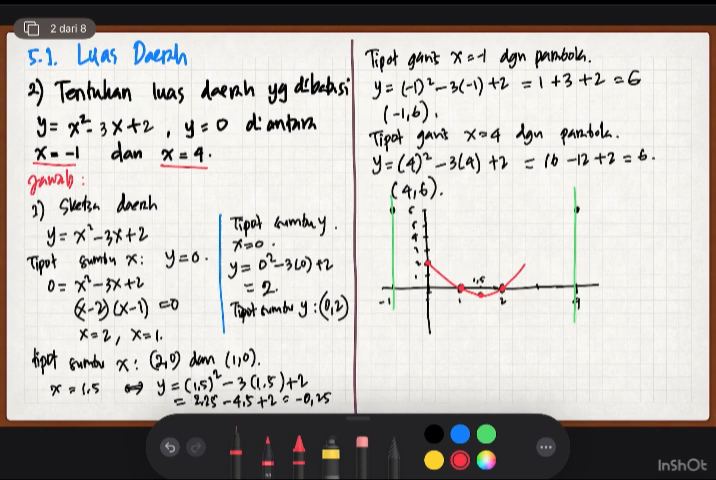 2 dari 8
5.1. Luas Daerah
2) Tentukan luas daerah yg dibatasi
y = x² - 3x + 2 , y = 0 diantara
x = -1 dan x = 4.
Jawab :
1) Sketsa daerah
y = x² - 3x + 2
Tipot sumbu x : y = 0.
0 = x² - 3x + 2
(x-2)(x-1) = 0
x = 2, x = 1.
tipot sumbu x : (2,0) dan (1,0).
x = 1,5 ⇔ y = (1,5)² - 3(1,5) + 2
= 2,25 - 4,5 + 2 = -0,25
Tipot sumbu y.
x = 0.
y = 0² - 3(0) + 2
= 2.
Tipot sumbu y : (0,2)
Tipot garis x = -1 dgn parabola.
y = (-1)² - 3(-1) + 2 = 1 + 3 + 2 = 6
(-1,6).
Tipot garis x = 4 dgn parabola.
y = (4)² - 3(4) + 2 = 16 - 12 + 2 = 6.
(4,6).
6
5
4
1,5
-1 1 2 4
InShOt